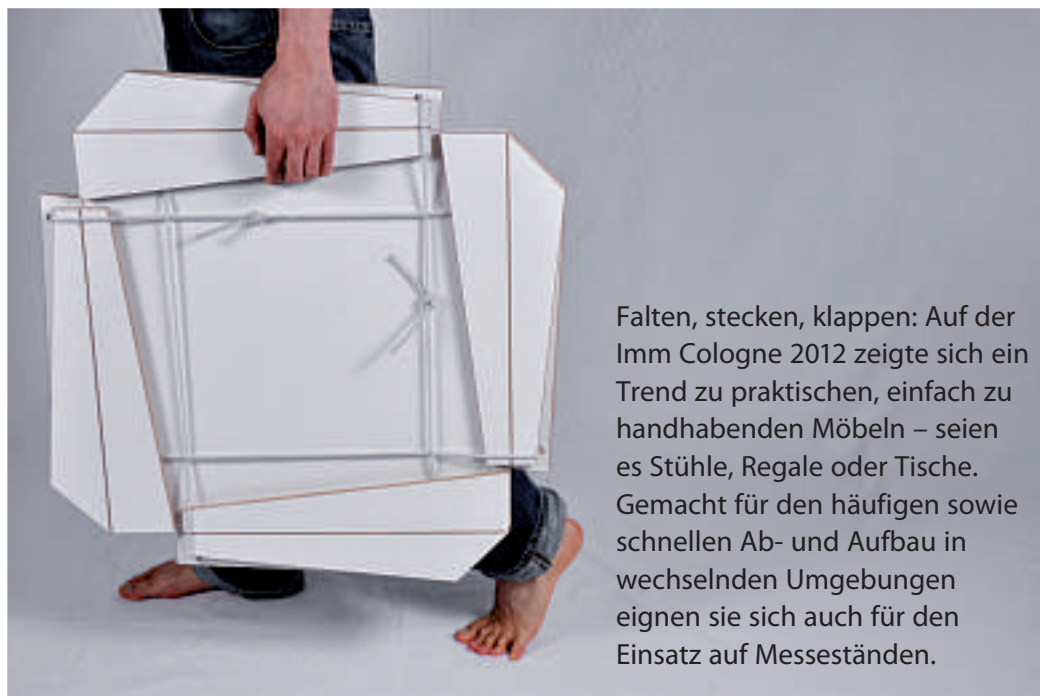 Falten, stecken, klappen: Auf der
Imm Cologne 2012 zeigte sich ein
Trend zu praktischen, einfach zu
handhabenden Möbeln – seien
es Stühle, Regale oder Tische.
Gemacht für den häufigen sowie
schnellen Ab- und Aufbau in
wechselnden Umgebungen
eignen sie sich auch für den
Einsatz auf Messeständen.